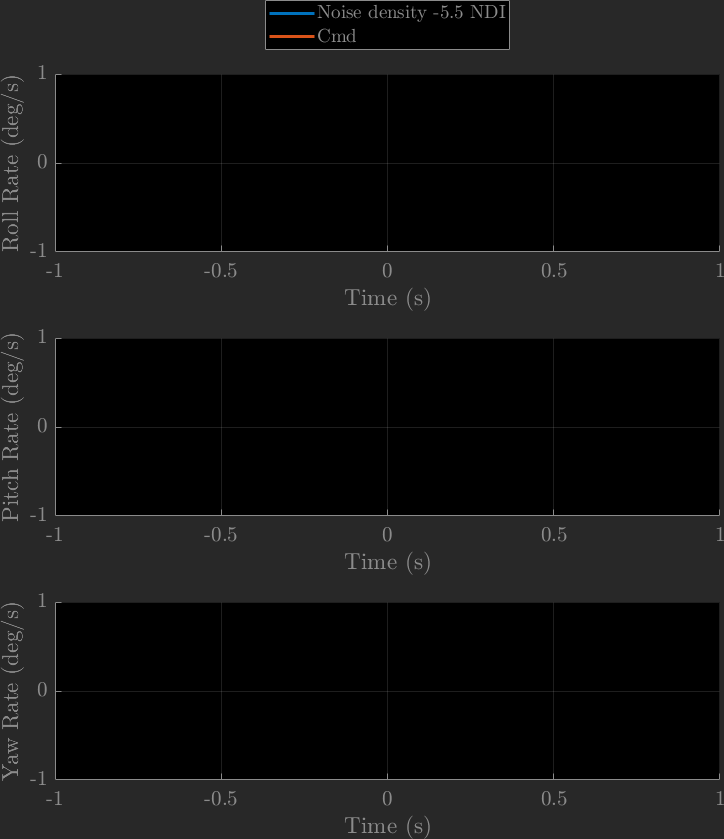 Noise density -5.5 NDI
Cmd
Roll Rate (deg/s)
1
0
-1
-1 -0.5 0 0.5 1
Time (s)
Pitch Rate (deg/s)
1
0
-1
-1 -0.5 0 0.5 1
Time (s)
Yaw Rate (deg/s)
1
0
-1
-1 -0.5 0 0.5 1
Time (s)